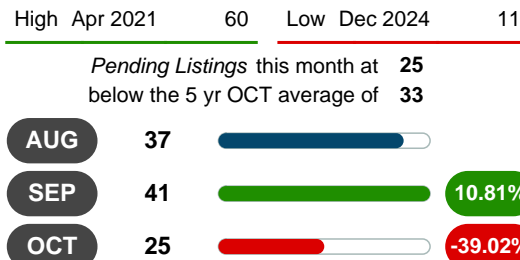 High Apr 2021 60 Low Dec 2024 11
Pending Listings this month at 25
below the 5 yr OCT average of 33
AUG 37
SEP 41 10.81%
OCT 25 -39.02%